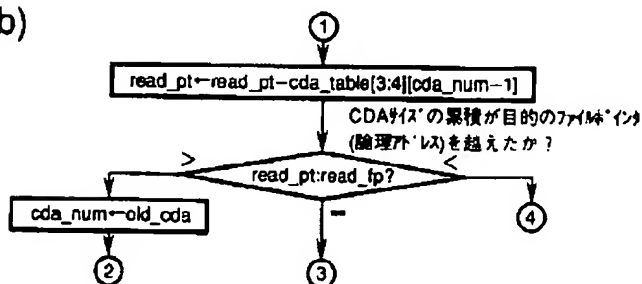 b)
①
read_pt←read_pt-cda_table[3:4][cda_num-1]
CDAサイズの累積が目的のファイルポインタ
(論理アドレス)を越えたか?
> <
read_pt:read_fp?
cda_num←old_cda
=
④
② ③